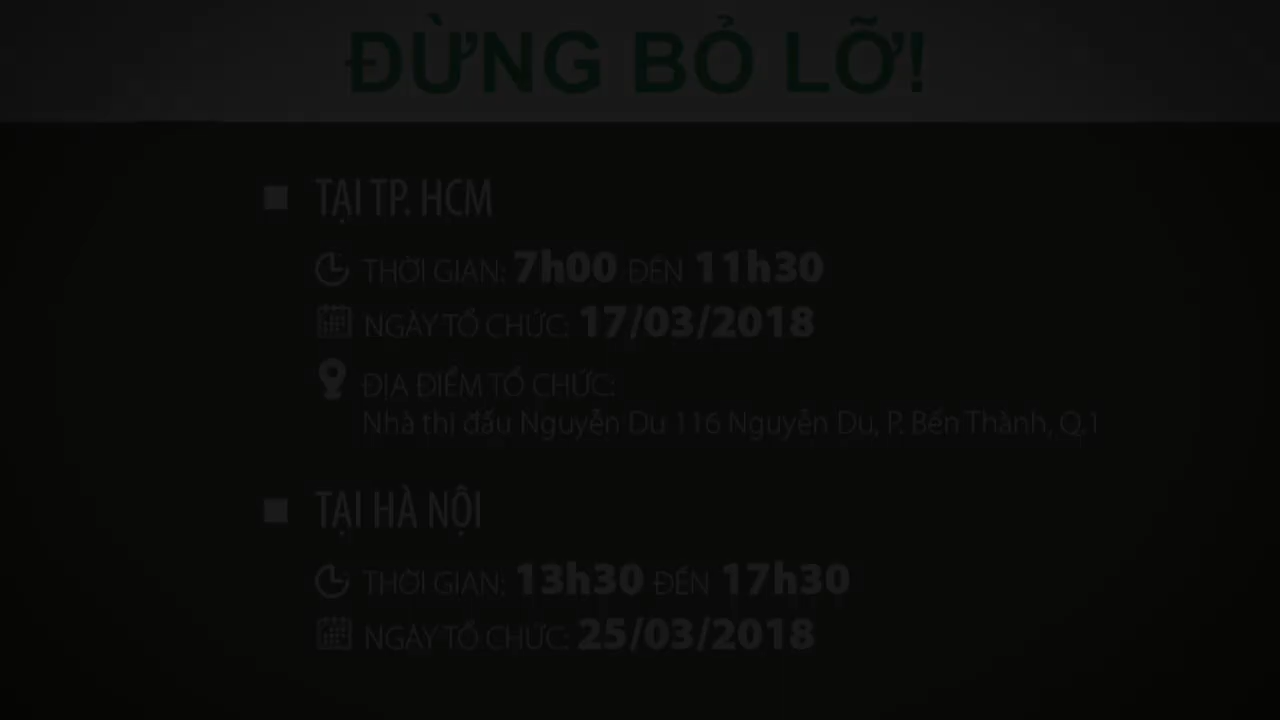 ĐỪNG BỎ LỠ!
TẠI TP. HCM
THỜI GIAN: 7h00 ĐẾN 11h30
NGÀY TỔ CHỨC: 17/03/2018
ĐỊA ĐIỂM TỔ CHỨC:
Nhà thi đấu Nguyễn Du 116 Nguyễn Du, P. Bến Thành, Q.1
TẠI HÀ NỘI
THỜI GIAN: 13h30 ĐẾN 17h30
NGÀY TỔ CHỨC: 25/03/2018